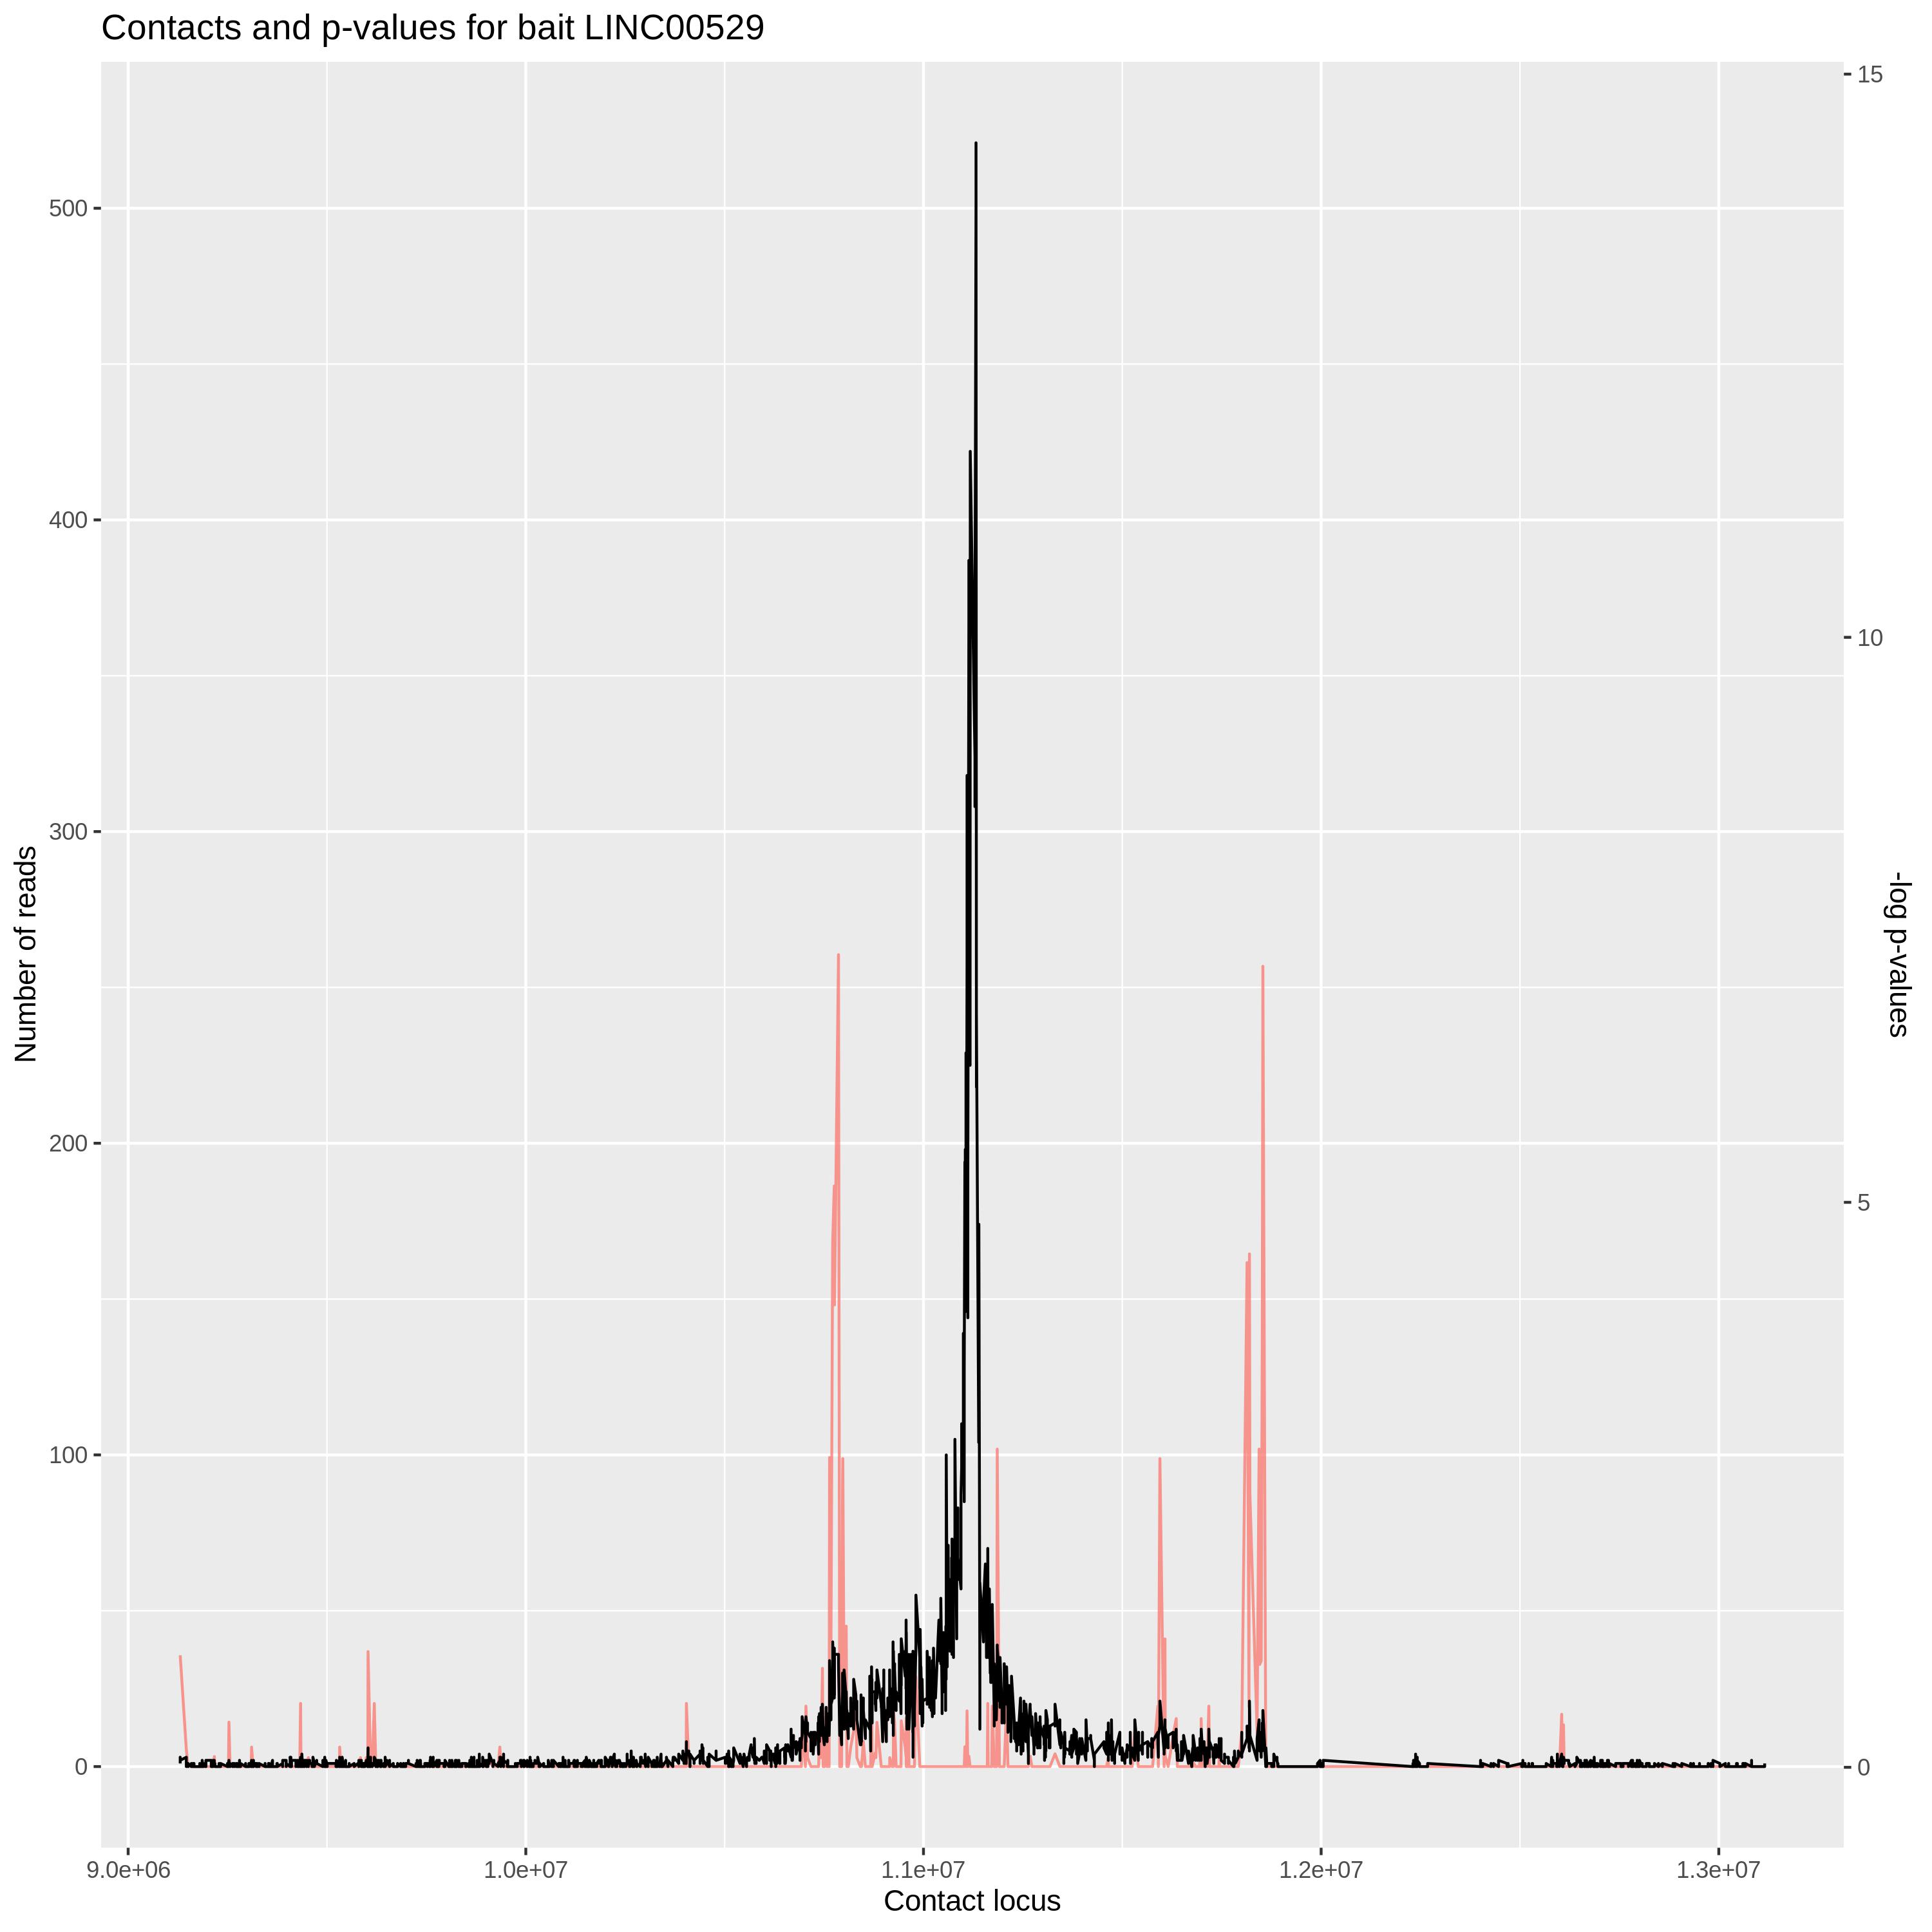 Contacts and p-values for bait LINC00529
500
400
300
200
100
0
Number of reads
15
10
5
0
-log p-values
9.0e+06 1.0e+07 1.1e+07 1.2e+07 1.3e+07
Contact locus